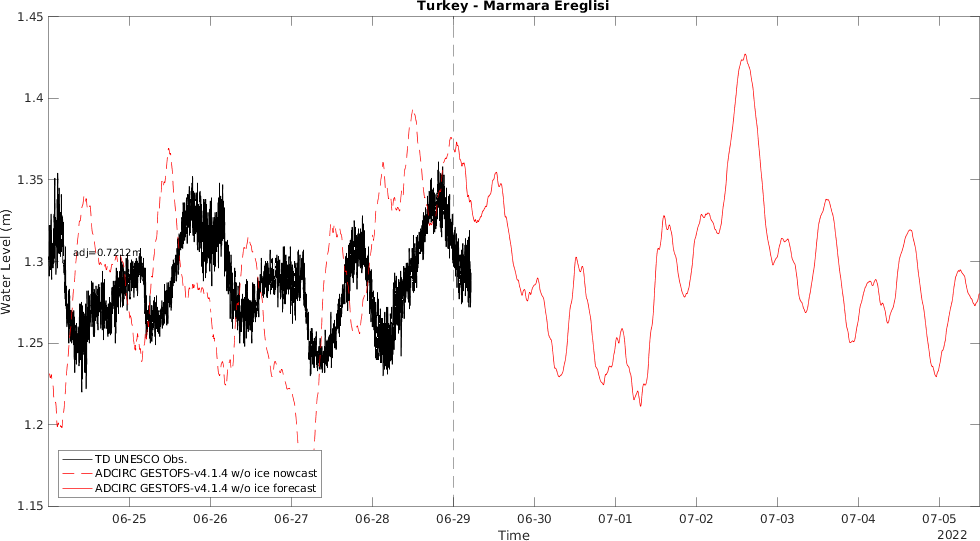 Turkey - Marmara Ereglisi
Water Level (m)
1.45
1.4
1.35
1.3
1.25
1.2
1.15
adj=0.7212m
TD UNESCO Obs.
ADCIRC GESTOFS-v4.1.4 w/o ice nowcast
ADCIRC GESTOFS-v4.1.4 w/o ice forecast
06-25 06-26 06-27 06-28 06-29 06-30 07-01 07-02 07-03 07-04 07-05
Time
2022